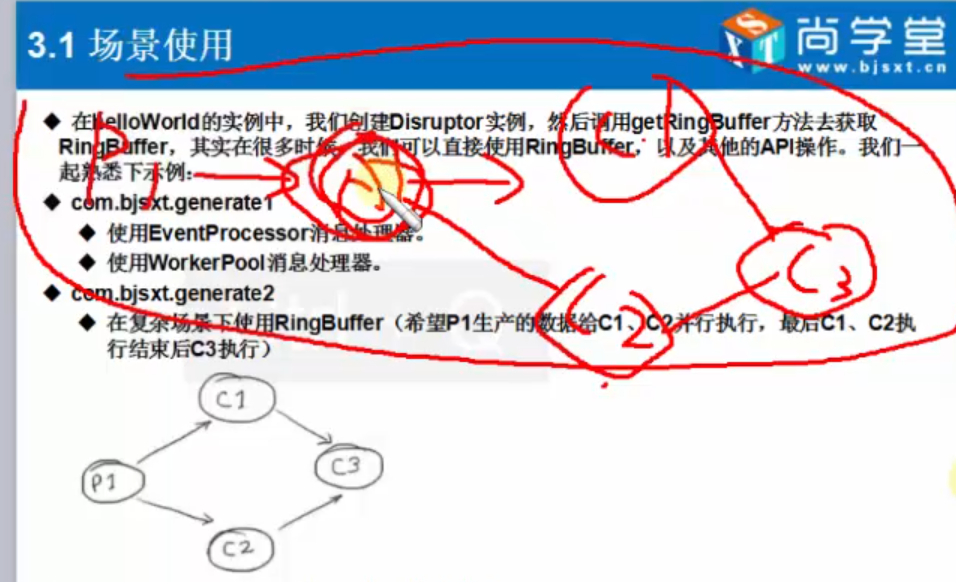 3.1 场景使用
尚学堂
www.bjsxt.cn
◆ 在helloWorld的实例中，我们创建Disruptor实例，然后调用getRingBuffer方法去获取
RingBuffer，其实在很多时候，我们可以直接使用RingBuffer，以及其他的API操作。我们一
起熟悉下示例：
◆ com.bjsxt.generate1
◆ 使用EventProcessor消息处理器。
◆ 使用WorkerPool消息处理器。
◆ com.bjsxt.generate2
◆ 在复杂场景下使用RingBuffer（希望P1生产的数据给C1、C2并行执行，最后C1、C2执
行结束后C3执行）
P1
C1
C2
C3
C1
P1
C3
C2